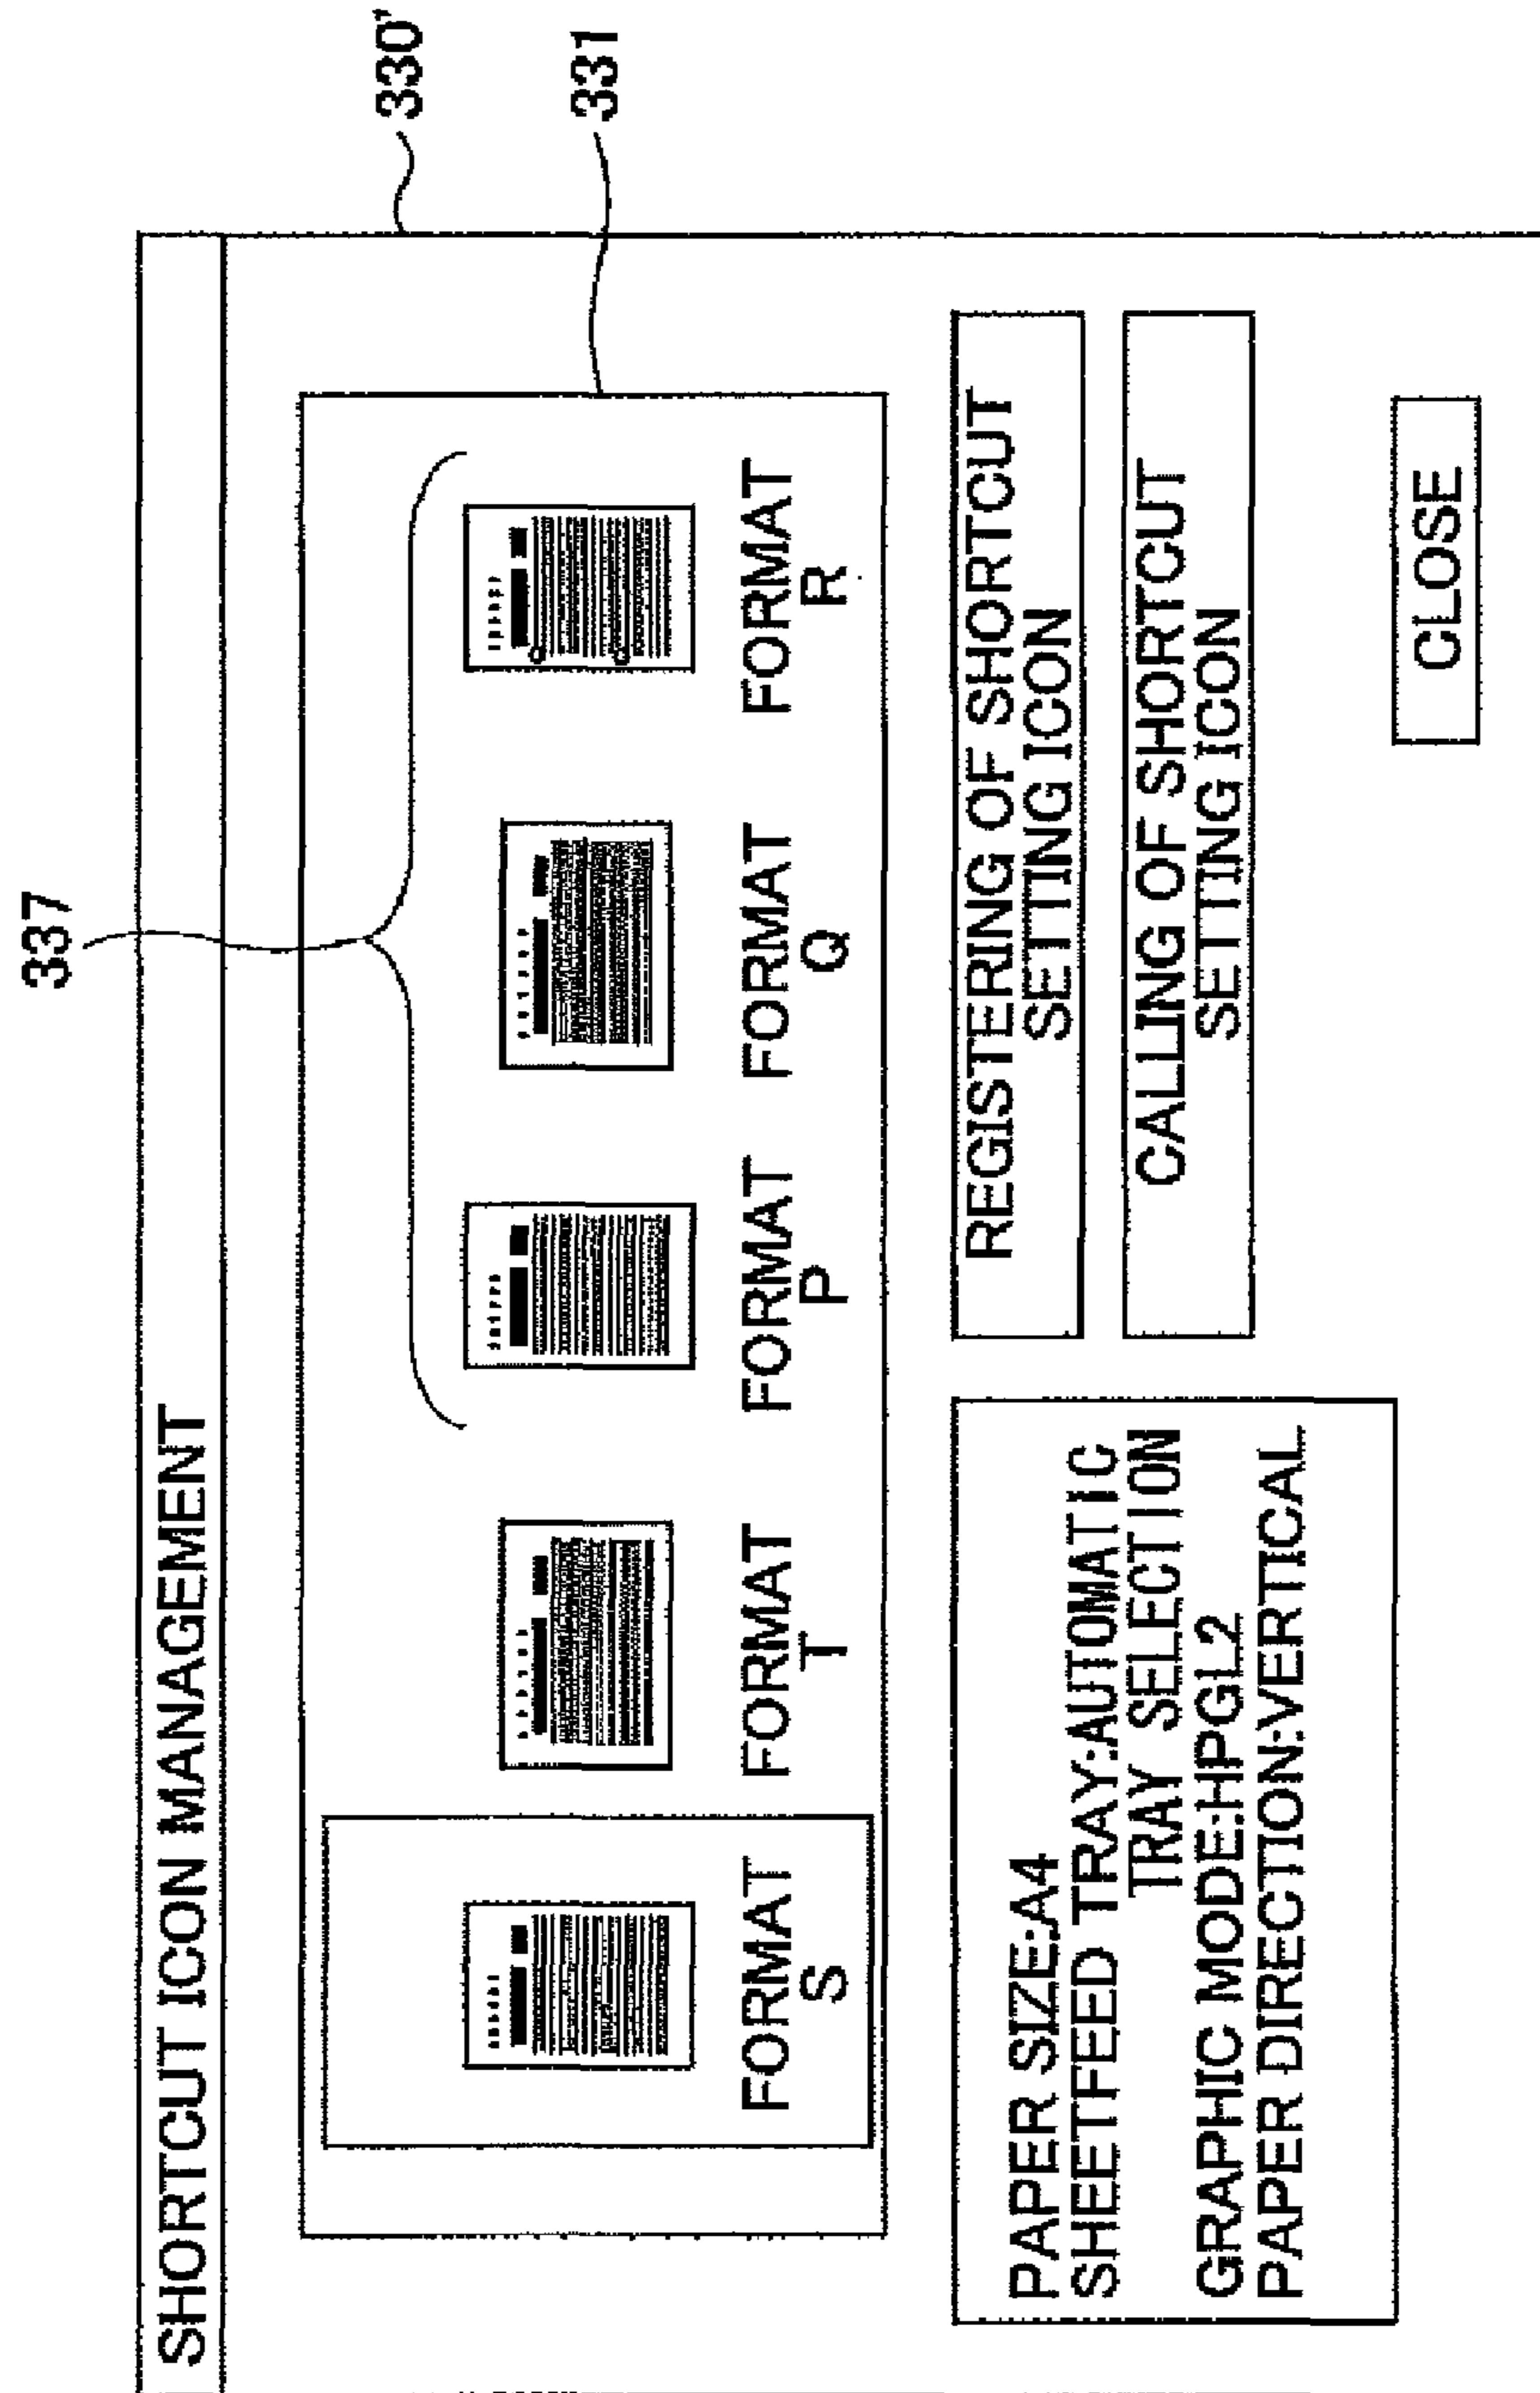 337
330'
331
SHORTCUT ICON MANAGEMENT
FORMAT
S
FORMAT
T
FORMAT
P
FORMAT
Q
FORMAT
R
PAPER SIZE:A4
SHEETFEED TRAY:AUTOMATIC
TRAY SELECTION
GRAPHIC MODE:HPGL2
PAPER DIRECTION:VERTICAL
REGISTERING OF SHORTCUT
SETTING ICON
CALLING OF SHORTCUT
SETTING ICON
CLOSE